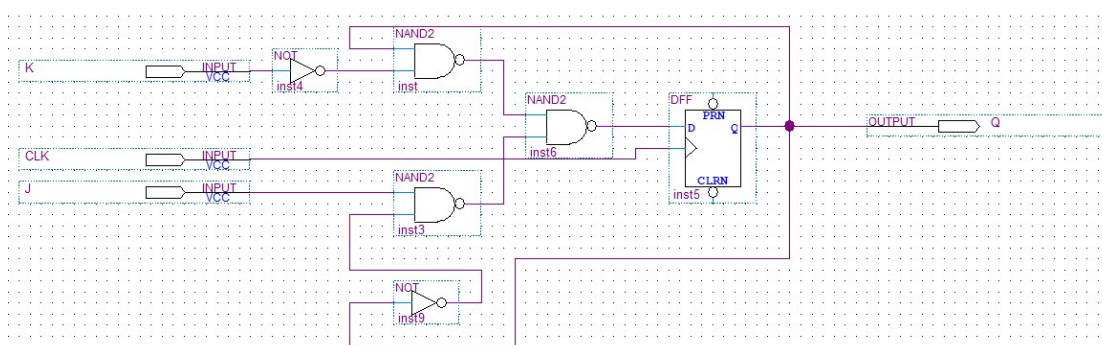 NAND2
K
INPUT
VCC
NOT
inst4
inst
NAND2
inst6
DFF
PRN
D
Q
CLRN
inst5
OUTPUT
Q
CLK
INPUT
VCC
J
INPUT
VCC
NAND2
inst3
NOT
inst9